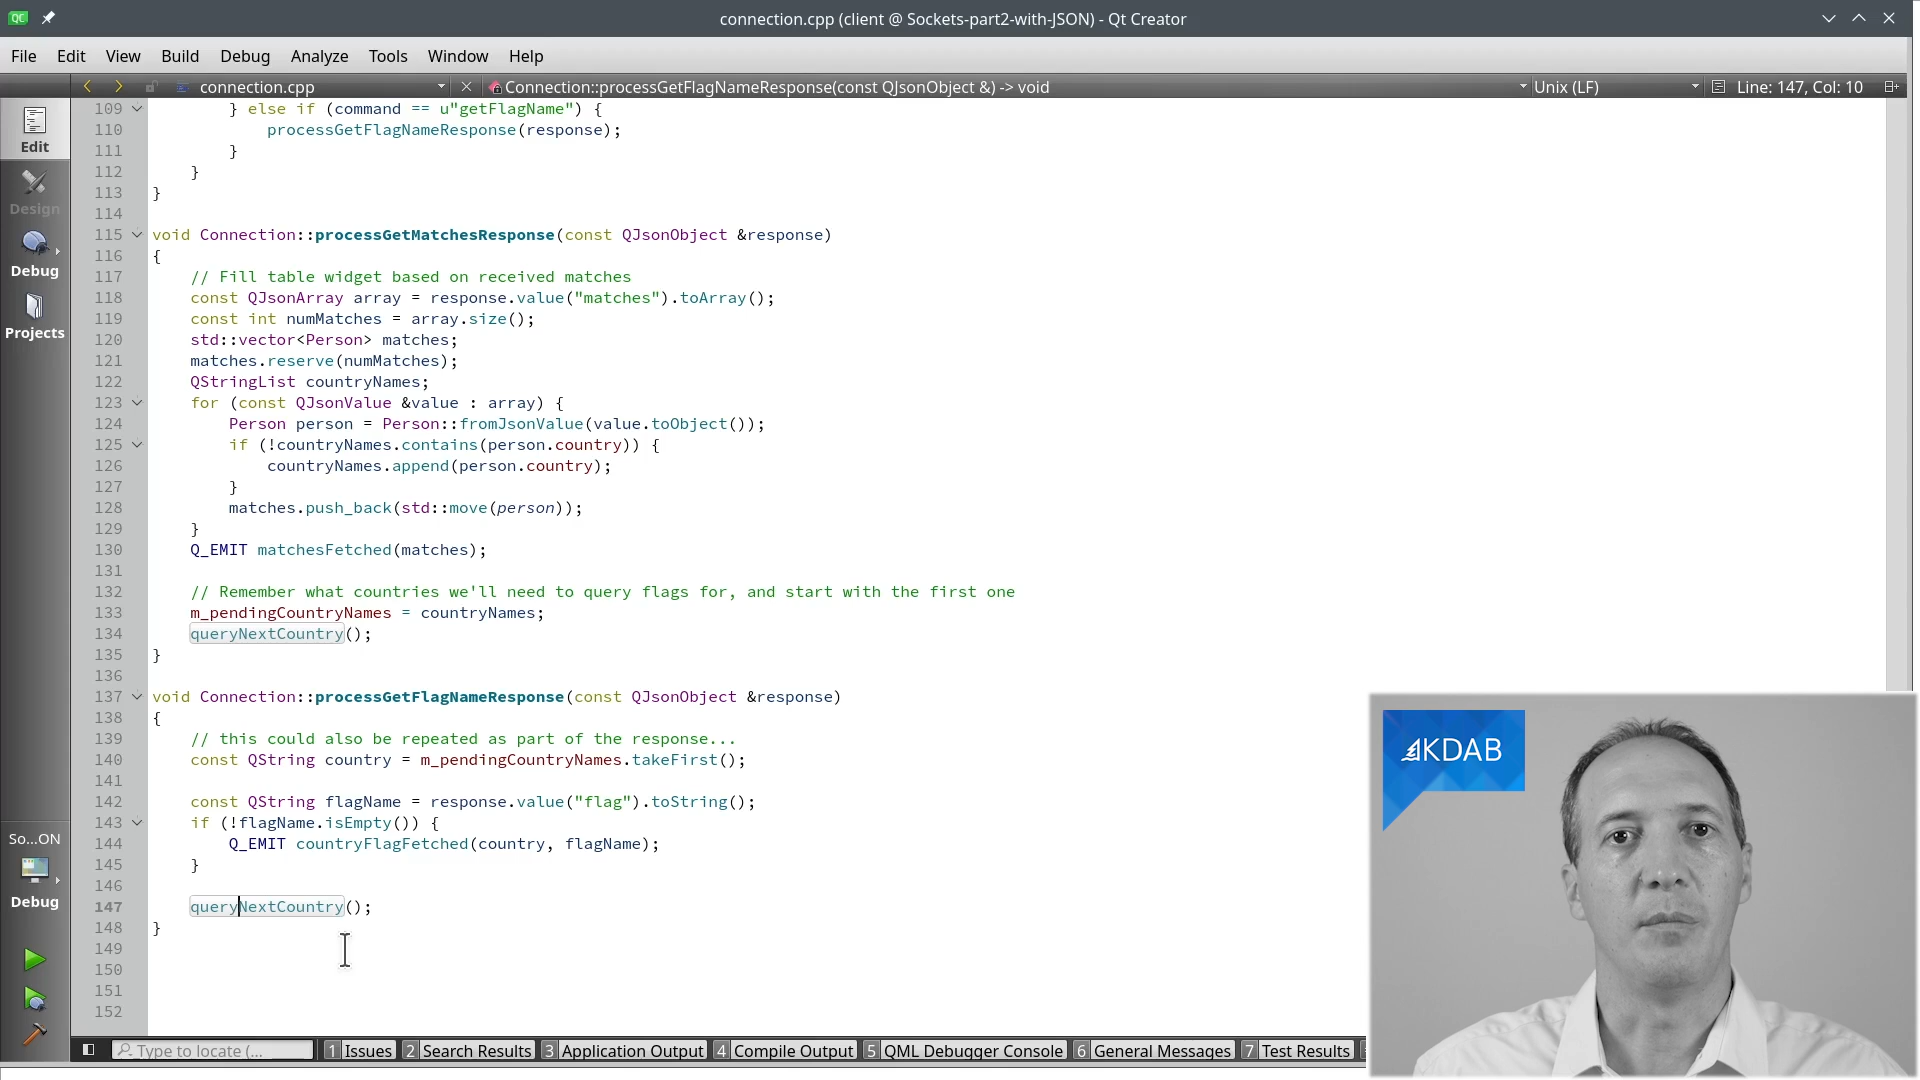 QC
connection.cpp (client @ Sockets-part2-with-JSON) - Qt Creator
File Edit View Build Debug Analyze Tools Window Help
connection.cpp Connection::processGetFlagNameResponse(const QJsonObject &) -> void Unix (LF) Line: 147, Col: 10
Edit
Design
Debug
Projects
So...ON
Debug
109 } else if (command == u"getFlagName") {
110 processGetFlagNameResponse(response);
111 }
112 }
113 }
114
115 void Connection::processGetMatchesResponse(const QJsonObject &response)
116 {
117 // Fill table widget based on received matches
118 const QJsonArray array = response.value("matches").toArray();
119 const int numMatches = array.size();
120 std::vector<Person> matches;
121 matches.reserve(numMatches);
122 QStringList countryNames;
123 for (const QJsonValue &value : array) {
124 Person person = Person::fromJsonValue(value.toObject());
125 if (!countryNames.contains(person.country)) {
126 countryNames.append(person.country);
127 }
128 matches.push_back(std::move(person));
129 }
130 Q_EMIT matchesFetched(matches);
131
132 // Remember what countries we'll need to query flags for, and start with the first one
133 m_pendingCountryNames = countryNames;
134 queryNextCountry();
135 }
136
137 void Connection::processGetFlagNameResponse(const QJsonObject &response)
138 {
139 // this could also be repeated as part of the response...
140 const QString country = m_pendingCountryNames.takeFirst();
141
142 const QString flagName = response.value("flag").toString();
143 if (!flagName.isEmpty()) {
144 Q_EMIT countryFlagFetched(country, flagName);
145 }
146
147 queryNextCountry();
148 }
149
150
151
152
KDAB
Type to locate (... 1 Issues 2 Search Results 3 Application Output 4 Compile Output 5 QML Debugger Console 6 General Messages 7 Test Results